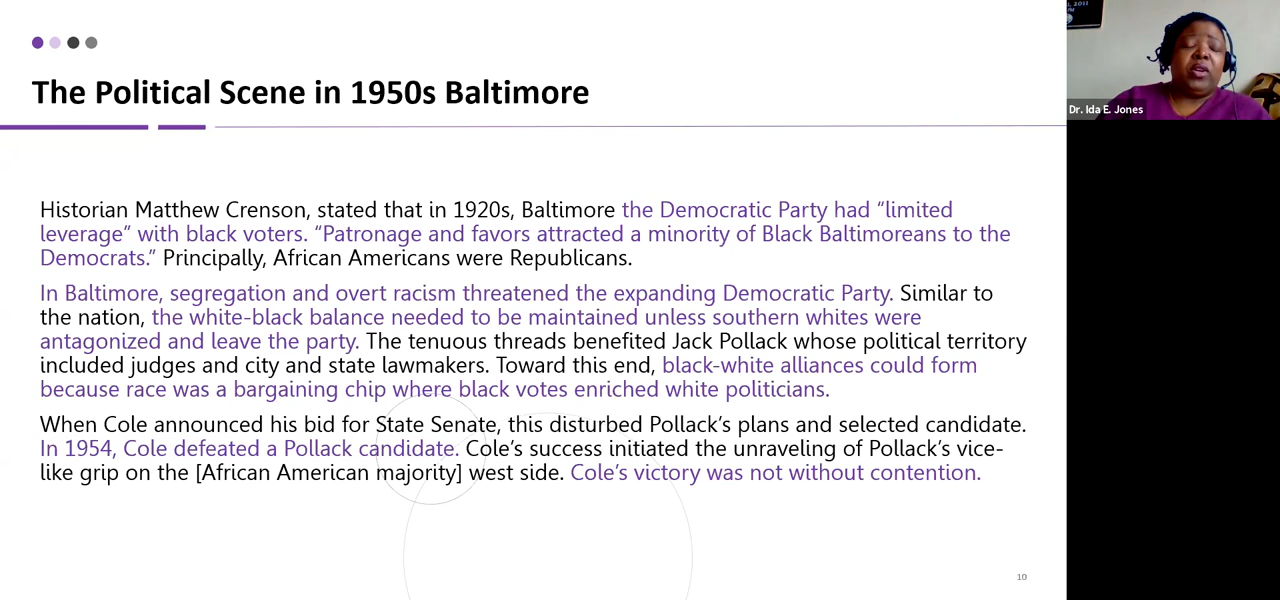 The Political Scene in 1950s Baltimore
, 2011
PM
Dr. Ida E. Jones
Historian Matthew Crenson, stated that in 1920s, Baltimore the Democratic Party had “limited
leverage” with black voters. “Patronage and favors attracted a minority of Black Baltimoreans to the
Democrats.” Principally, African Americans were Republicans.
In Baltimore, segregation and overt racism threatened the expanding Democratic Party. Similar to
the nation, the white-black balance needed to be maintained unless southern whites were
antagonized and leave the party. The tenuous threads benefited Jack Pollack whose political territory
included judges and city and state lawmakers. Toward this end, black-white alliances could form
because race was a bargaining chip where black votes enriched white politicians.
When Cole announced his bid for State Senate, this disturbed Pollack’s plans and selected candidate.
In 1954, Cole defeated a Pollack candidate. Cole’s success initiated the unraveling of Pollack’s vice-
like grip on the [African American majority] west side. Cole’s victory was not without contention.
10